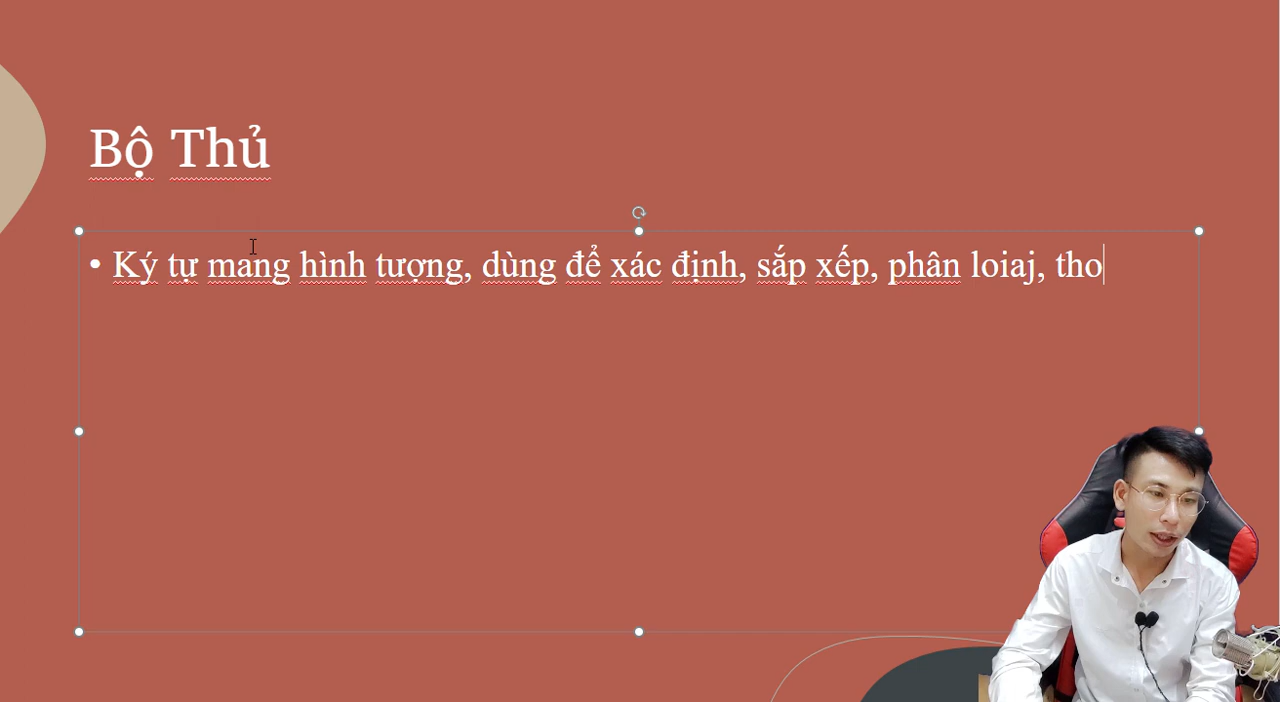 Bộ Thủ
• Ký tự mang hình tượng, dùng để xác định, sắp xếp, phân loiaj, tho